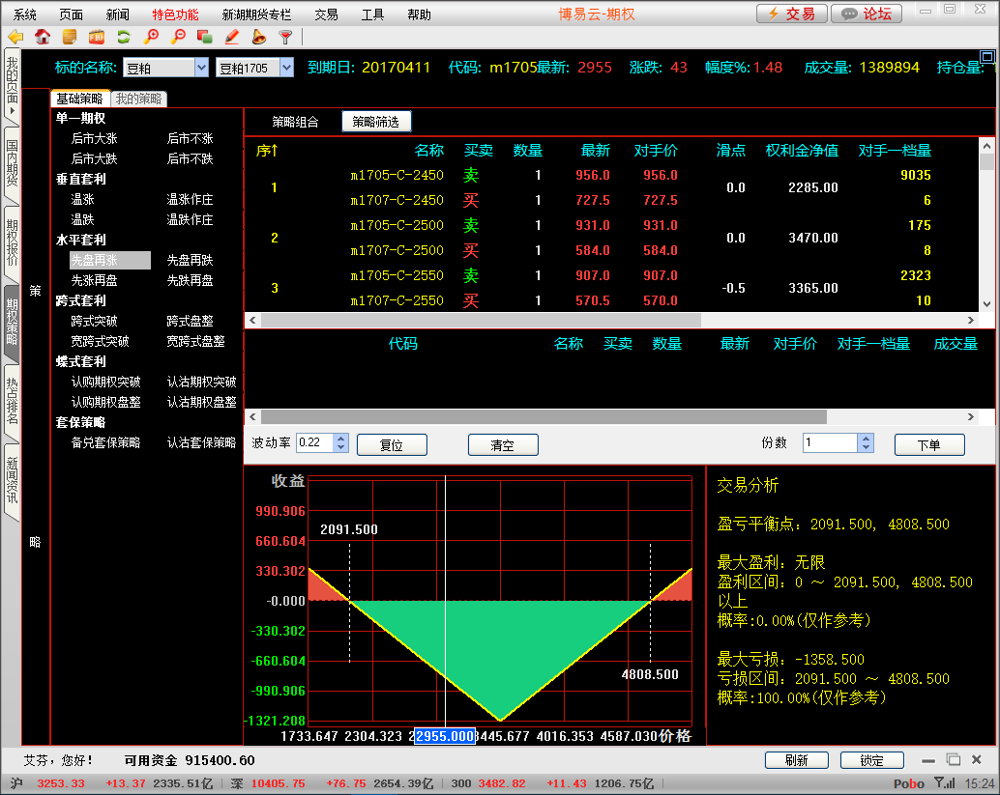 系统 页面 新闻 特色功能 新湖期货专栏 交易 工具 帮助 博易云-期权 交易 论坛
标的名称: 豆粕 豆粕1705 到期日: 20170411 代码: m1705 最新: 2955 涨跌: 43 幅度%: 1.48 成交量: 1389894 持仓量:
我的页面
国内期货
期权报价
期权策略
热点排名
新闻资讯
策
略
基础策略 我的策略
单一期权
后市大涨 后市不涨
后市大跌 后市不跌
垂直套利
温涨 温涨作庄
温跌 温跌作庄
水平套利
先盘再涨 先盘再跌
先涨再盘 先跌再盘
跨式套利
跨式突破 跨式盘整
宽跨式突破 宽跨式盘整
蝶式套利
认购期权突破 认沽期权突破
认购期权盘整 认沽期权盘整
套保策略
备兑套保策略 认沽套保策略
策略组合 策略筛选
序↑ 名称 买卖 数量 最新 对手价 滑点 权利金净值 对手一档量
1 m1705-C-2450 卖 1 956.0 956.0 0.0 2285.00 9035
m1707-C-2450 买 1 727.5 727.5 6
2 m1705-C-2500 卖 1 931.0 931.0 0.0 3470.00 175
m1707-C-2500 买 1 584.0 584.0 8
3 m1705-C-2550 卖 1 907.0 907.0 -0.5 3365.00 2323
m1707-C-2550 买 1 570.5 570.0 10
代码 名称 买卖 数量 最新 对手价 对手一档量 成交量
波动率 0.22 复位 清空 份数 1 下单
收益
990.906
660.604
330.302
-0.000
-330.302
-660.604
-990.906
-1321.208
2091.500
4808.500
1733.647 2304.323 2955.000 3445.677 4016.353 4587.030 价格
交易分析
盈亏平衡点: 2091.500, 4808.500
最大盈利: 无限
盈利区间: 0 ～ 2091.500, 4808.500
以上
概率:0.00%(仅作参考)
最大亏损: -1358.500
亏损区间: 2091.500 ～ 4808.500
概率:100.00%(仅作参考)
艾芬, 您好! 可用资金 915400.60 刷新 锁定
沪 3253.33 +13.37 2335.51亿 深 10405.75 +76.75 2654.39亿 300 3482.82 +11.43 1206.75亿 Pobo 15:24